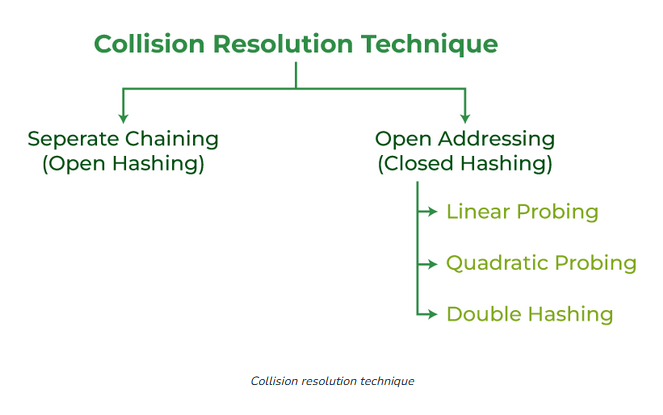 Collision Resolution Technique
Seperate Chaining
(Open Hashing)
Open Addressing
(Closed Hashing)
Linear Probing
Quadratic Probing
Double Hashing
Collision resolution technique